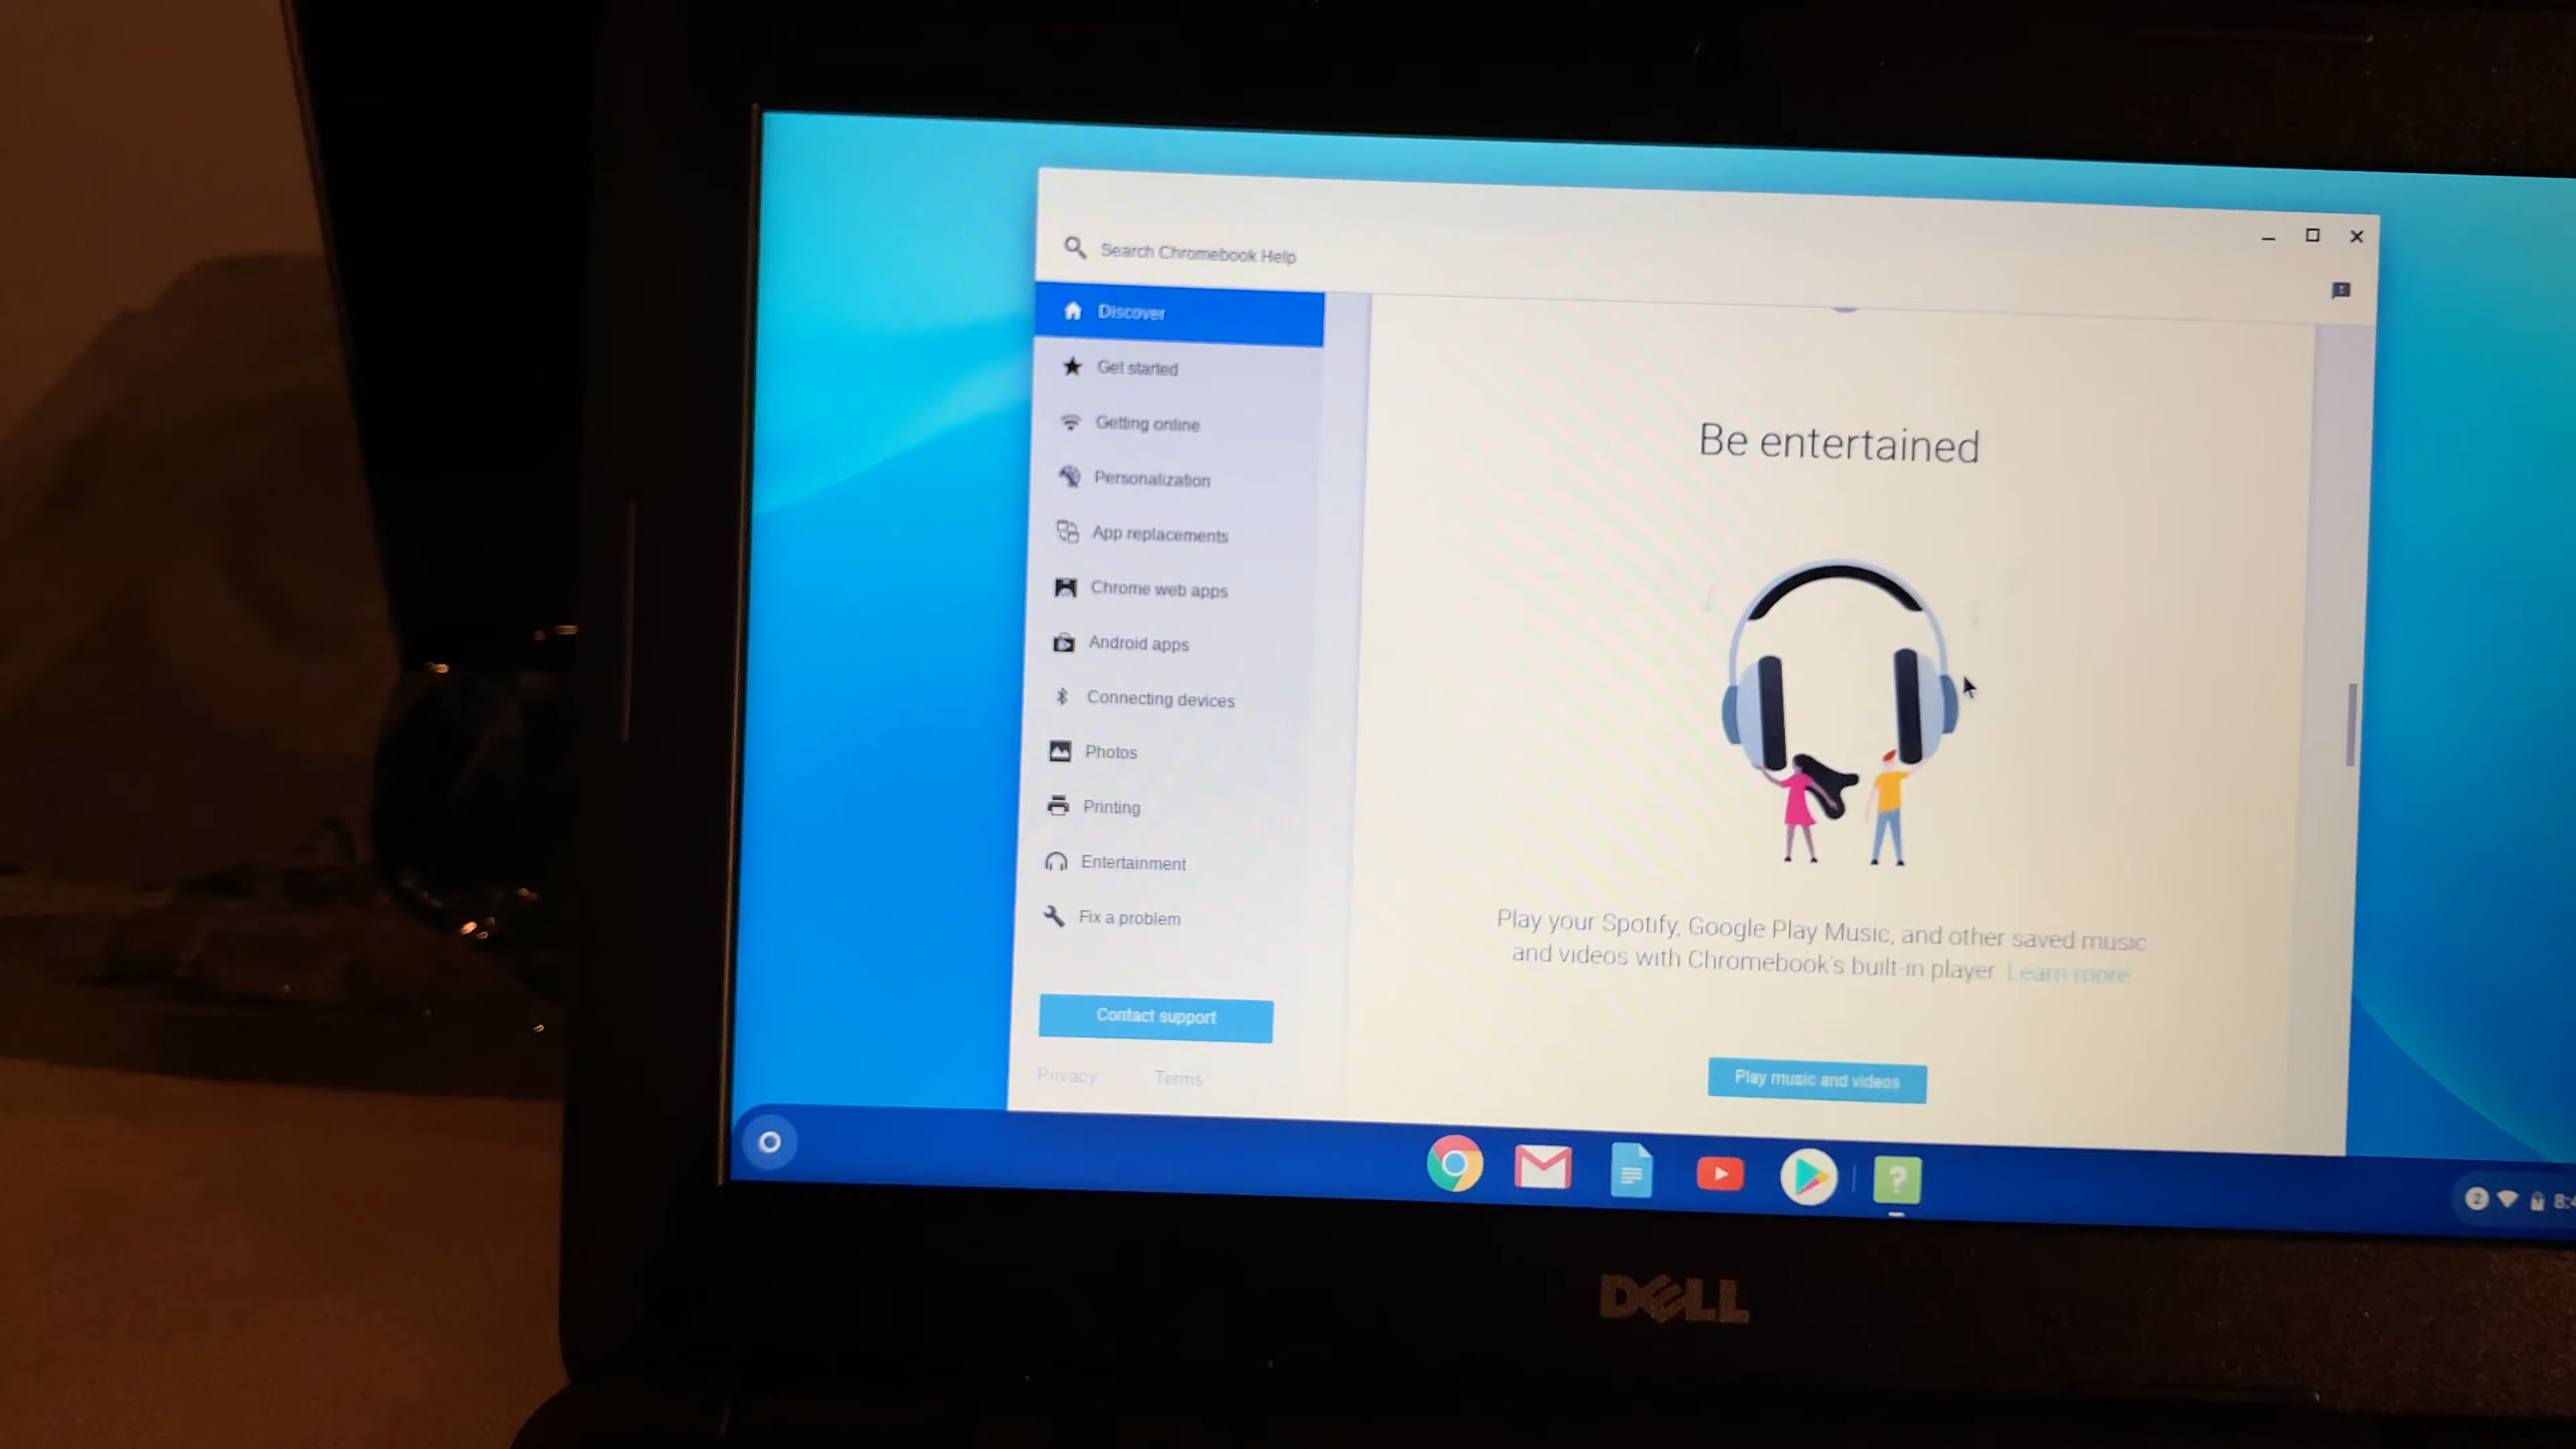 Search Chromebook Help
Discover
Get started
Getting online
Personalization
App replacements
Chrome web apps
Android apps
Connecting devices
Photos
Printing
Entertainment
Fix a problem
Contact support
Privacy Terms
Be entertained
Play your Spotify, Google Play Music, and other saved music
and videos with Chromebook's built-in player Learn more
Play music and videos
2
DELL